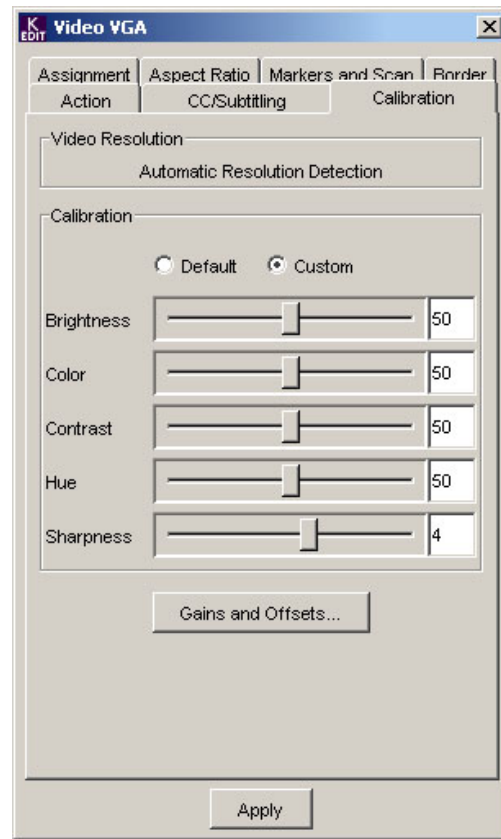 K EDIT Video VGA
Assignment Aspect Ratio Markers and Scan Border
Action CC/Subtitling Calibration
Video Resolution
Automatic Resolution Detection
Calibration
Default Custom
Brightness 50
Color 50
Contrast 50
Hue 50
Sharpness 4
Gains and Offsets...
Apply